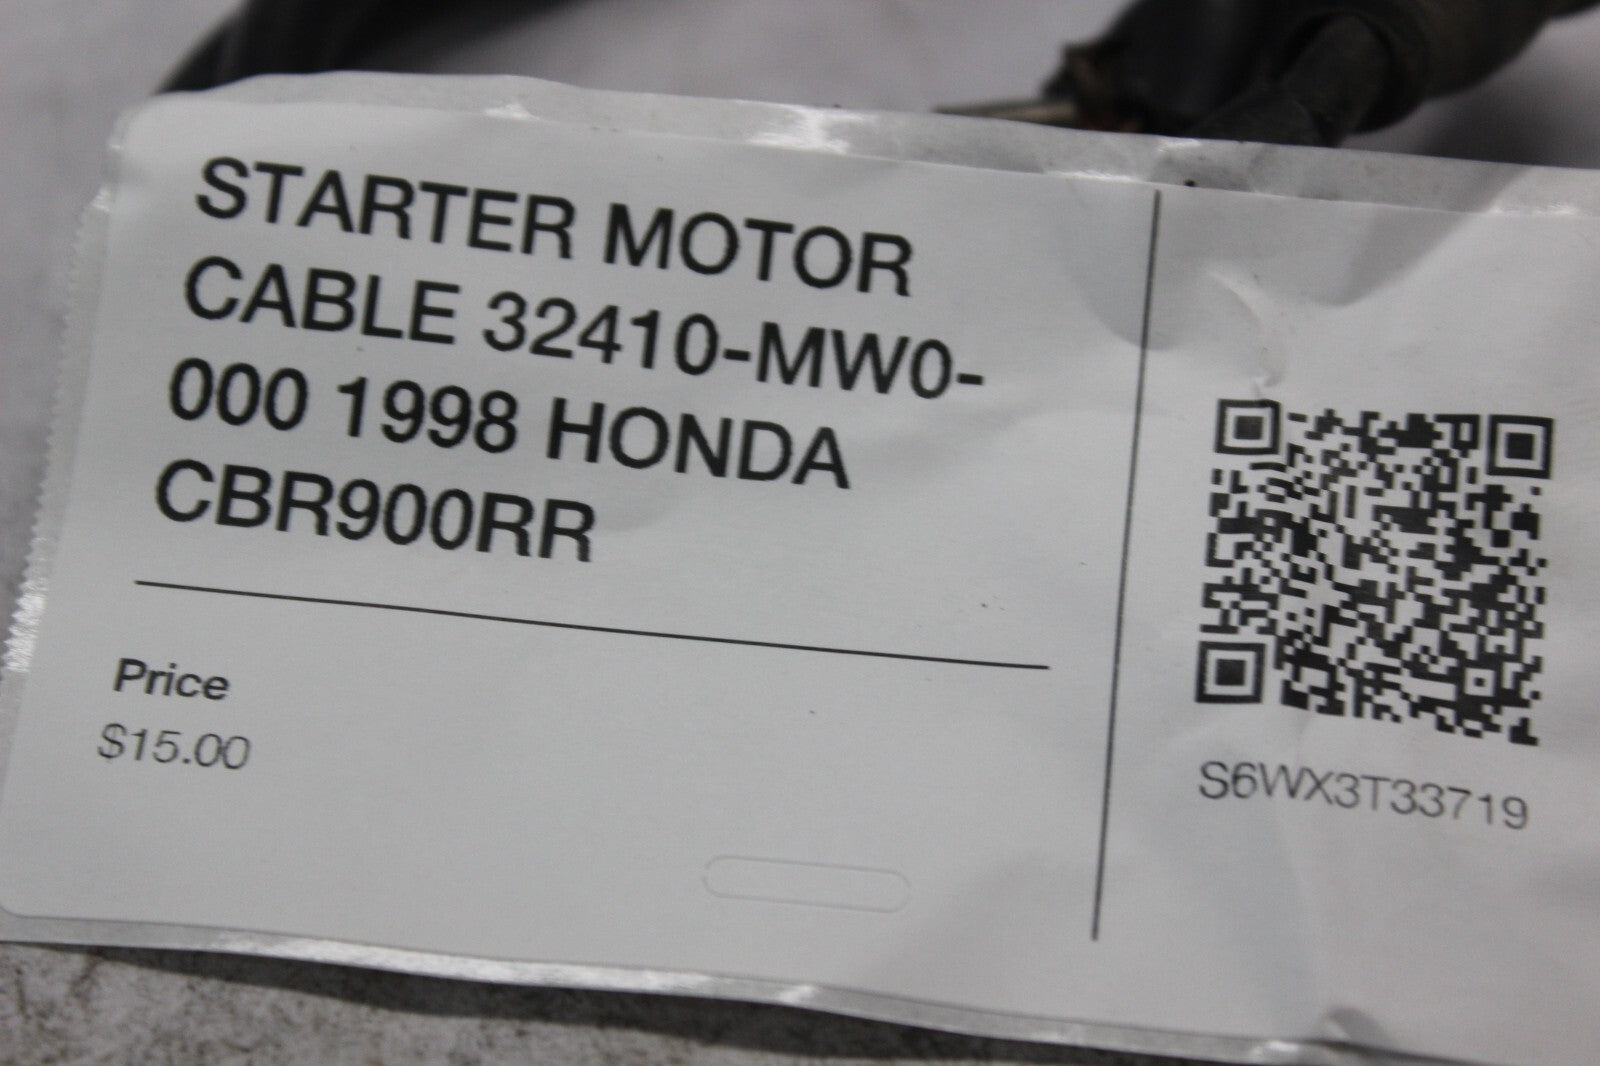 STARTER MOTOR
CABLE 32410-MW0-
000 1998 HONDA
CBR900RR
Price
$15.00
S6WX3T33719